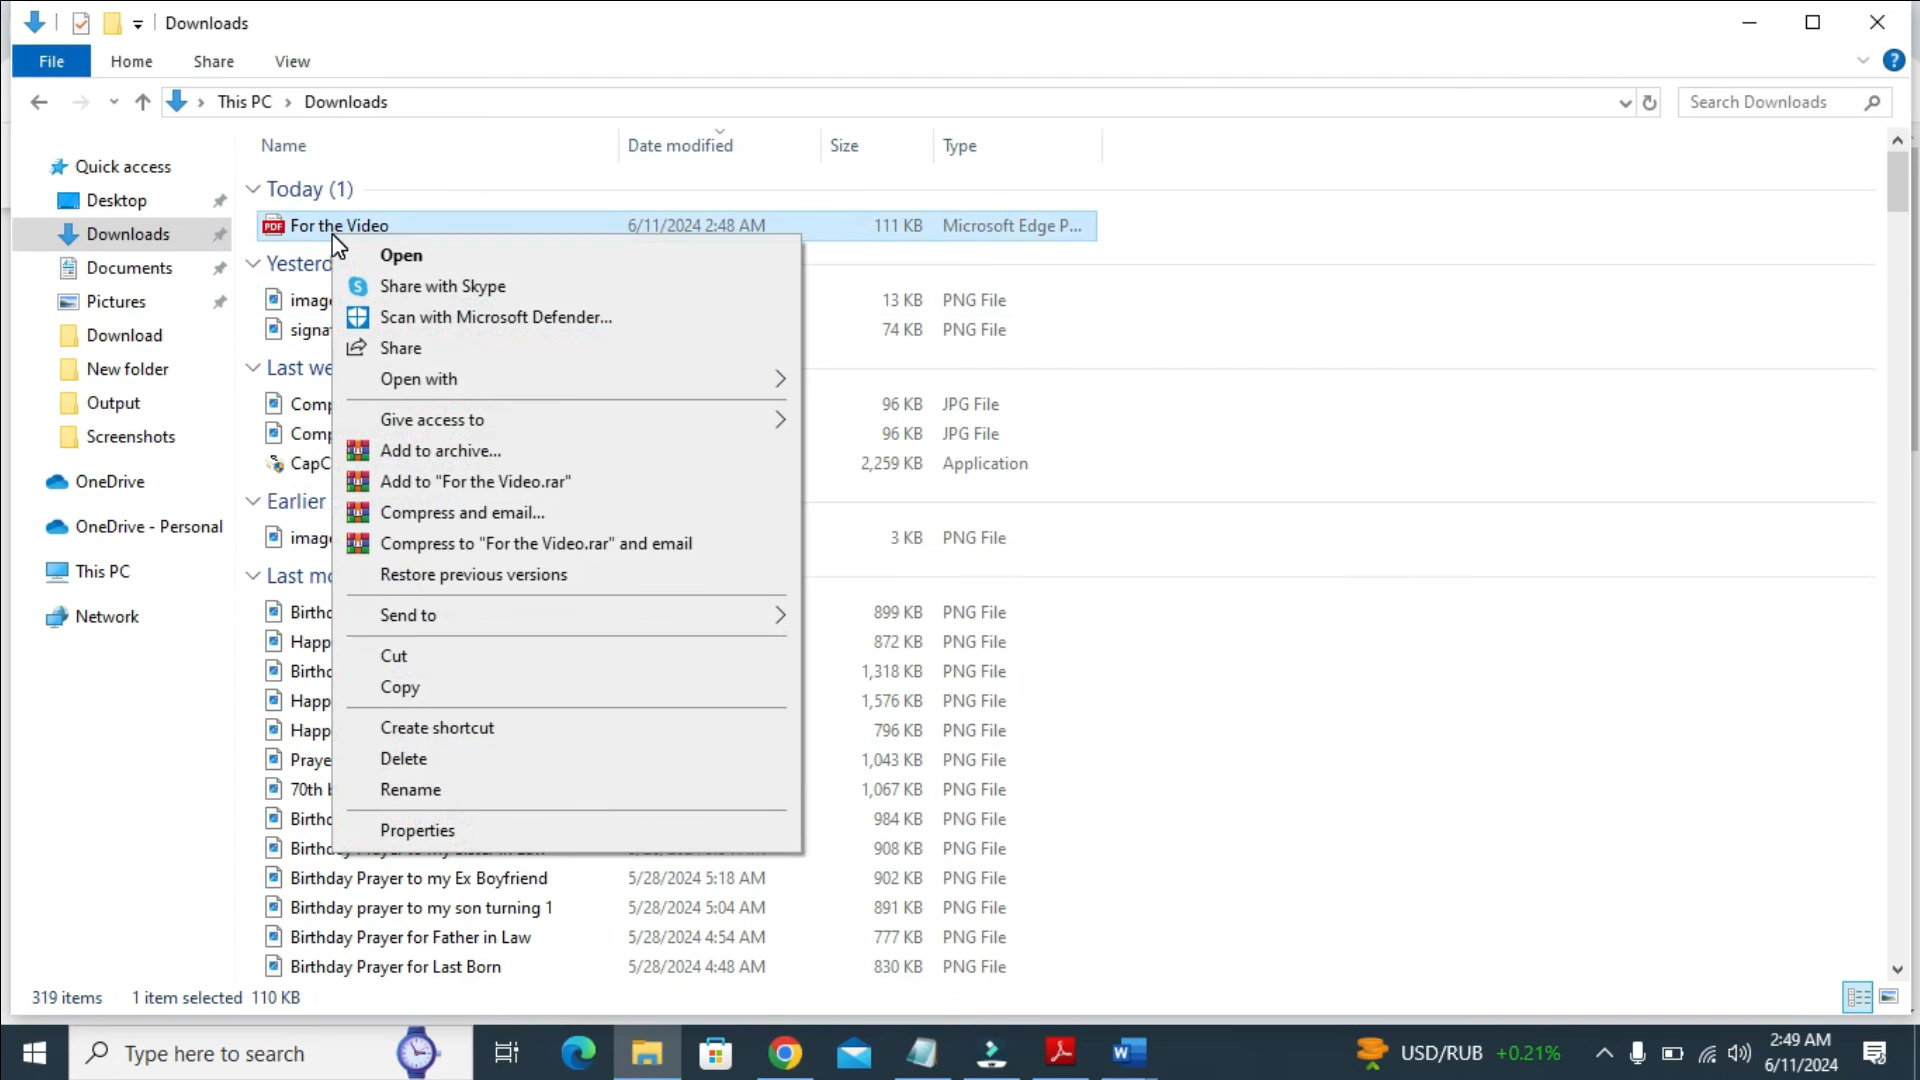 Downloads
File Home Share View
This PC Downloads
Search Downloads
Name Date modified Size Type
Quick access
Desktop
Downloads
Documents
Pictures
Download
New folder
Output
Screenshots
OneDrive
OneDrive - Personal
This PC
Network
Today (1)
PDF For the Video 6/11/2024 2:48 AM 111 KB Microsoft Edge P...
13 KB PNG File
74 KB PNG File
Last
96 KB JPG File
96 KB JPG File
2,259 KB Application
Earlier
3 KB PNG File
Last
899 KB PNG File
872 KB PNG File
1,318 KB PNG File
1,576 KB PNG File
796 KB PNG File
1,043 KB PNG File
70th 1,067 KB PNG File
984 KB PNG File
908 KB PNG File
Birthday Prayer to my Ex Boyfriend 5/28/2024 5:18 AM 902 KB PNG File
Birthday prayer to my son turning 1 5/28/2024 5:04 AM 891 KB PNG File
Birthday Prayer for Father in Law 5/28/2024 4:54 AM 777 KB PNG File
Birthday Prayer for Last Born 5/28/2024 4:48 AM 830 KB PNG File
Open
Share with Skype
Scan with Microsoft Defender...
Share
Open with
Give access to
Add to archive...
Add to "For the Video.rar"
Compress and email...
Compress to "For the Video.rar" and email
Restore previous versions
Send to
Cut
Copy
Create shortcut
Delete
Rename
Properties
319 items 1 item selected 110 KB
Type here to search
USD/RUB +0.21%
2:49 AM
6/11/2024